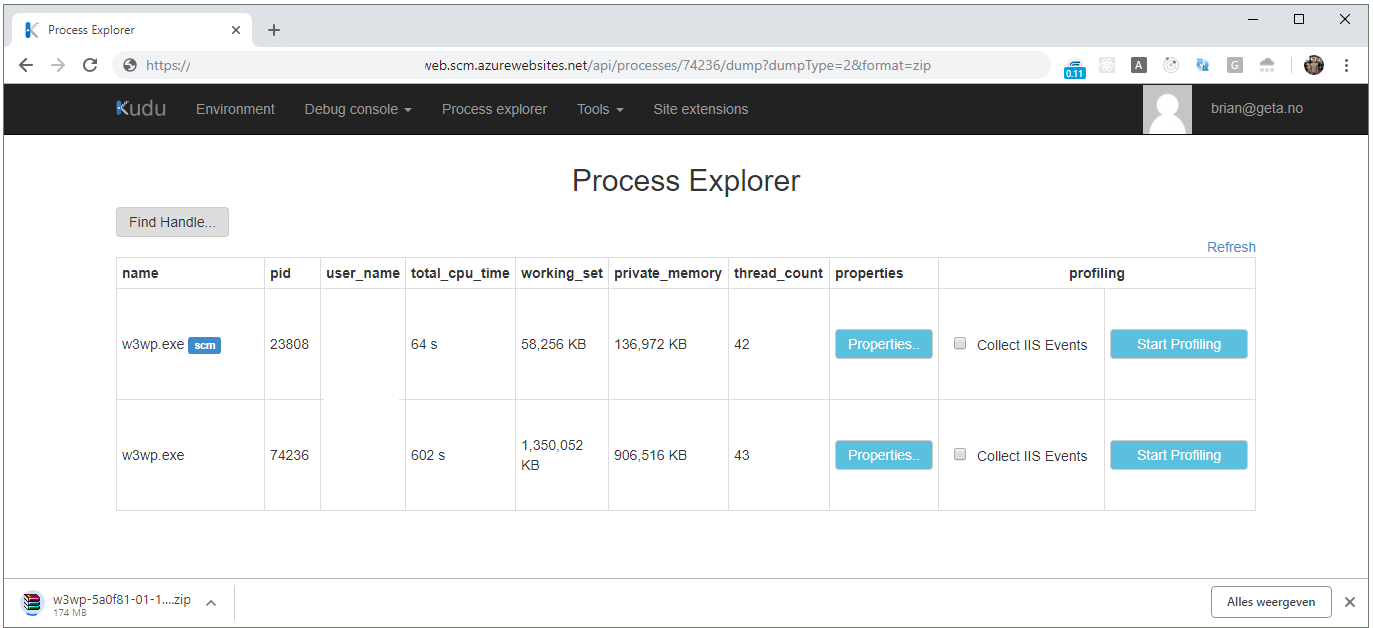 Process Explorer
https://
web.scm.azurewebsites.net/api/processes/74236/dump?dumpType=2&format=zip
0.11
A
G
Kudu Environment Debug console Process explorer Tools Site extensions brian@geta.no
Process Explorer
Find Handle...
Refresh
name pid user_name total_cpu_time working_set private_memory thread_count properties profiling
w3wp.exe scm 23808 64 s 58,256 KB 136,972 KB 42 Properties.. Collect IIS Events Start Profiling
w3wp.exe 74236 602 s 1,350,052 KB 906,516 KB 43 Properties.. Collect IIS Events Start Profiling
w3wp-5a0f81-01-1....zip
174 MB
Alles weergeven